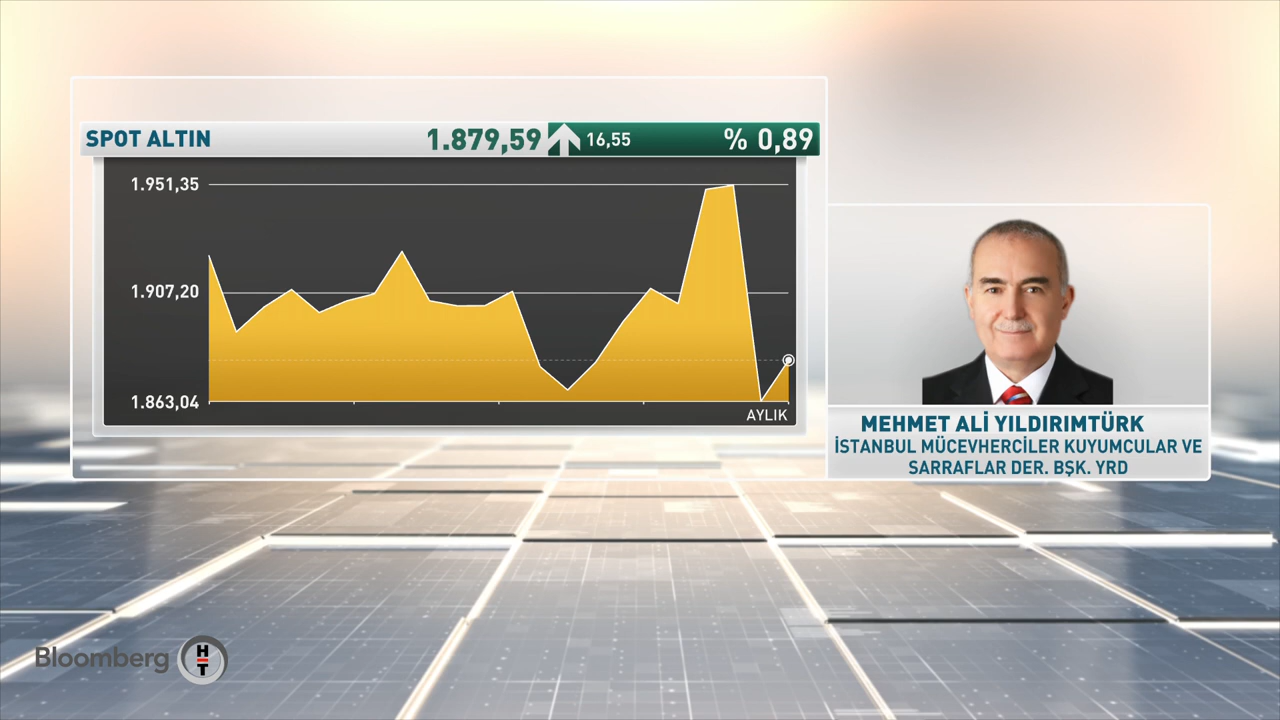 SPOT ALTIN 1.879,59 16,55 % 0,89
1.951,35
1.907,20
1.863,04
AYLIK
MEHMET ALİ YILDIRIMTÜRK
İSTANBUL MÜCEVHERCİLER KUYUMCULAR VE
SARRAFLAR DER. BŞK. YRD
Bloomberg HT